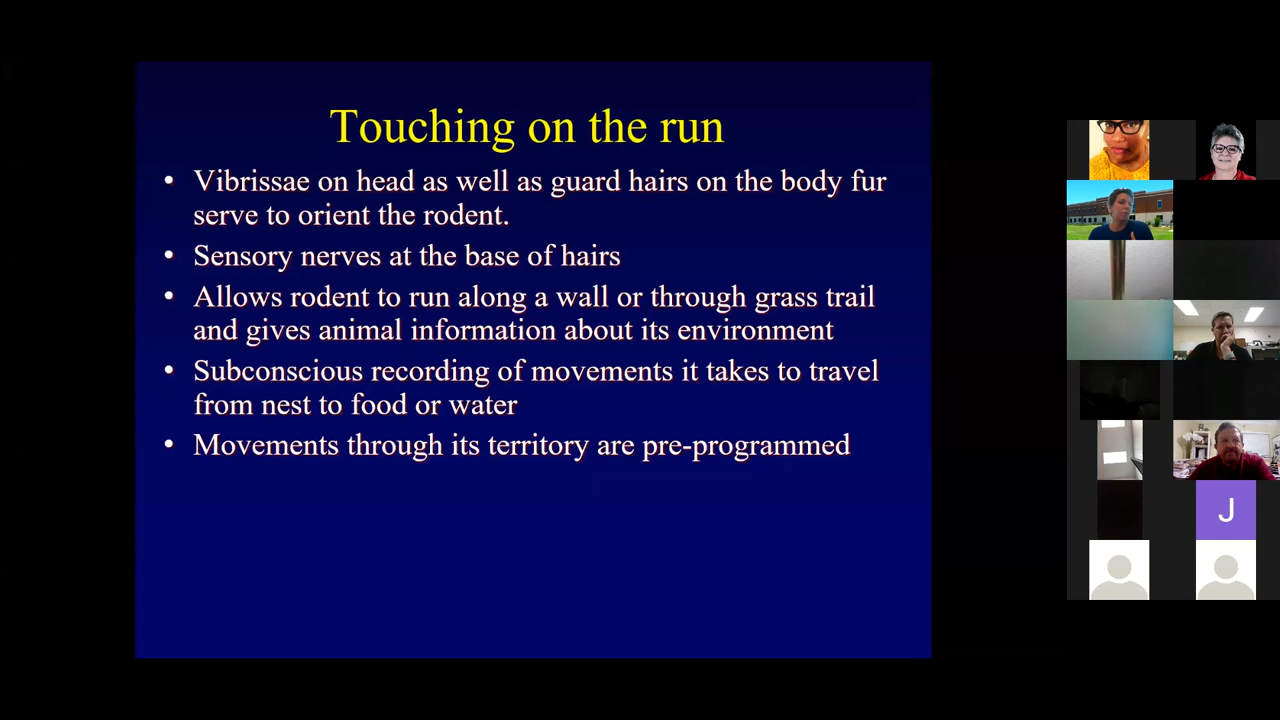 Touching on the run
• Vibrissae on head as well as guard hairs on the body fur
serve to orient the rodent.
• Sensory nerves at the base of hairs
• Allows rodent to run along a wall or through grass trail
and gives animal information about its environment
• Subconscious recording of movements it takes to travel
from nest to food or water
• Movements through its territory are pre-programmed
J